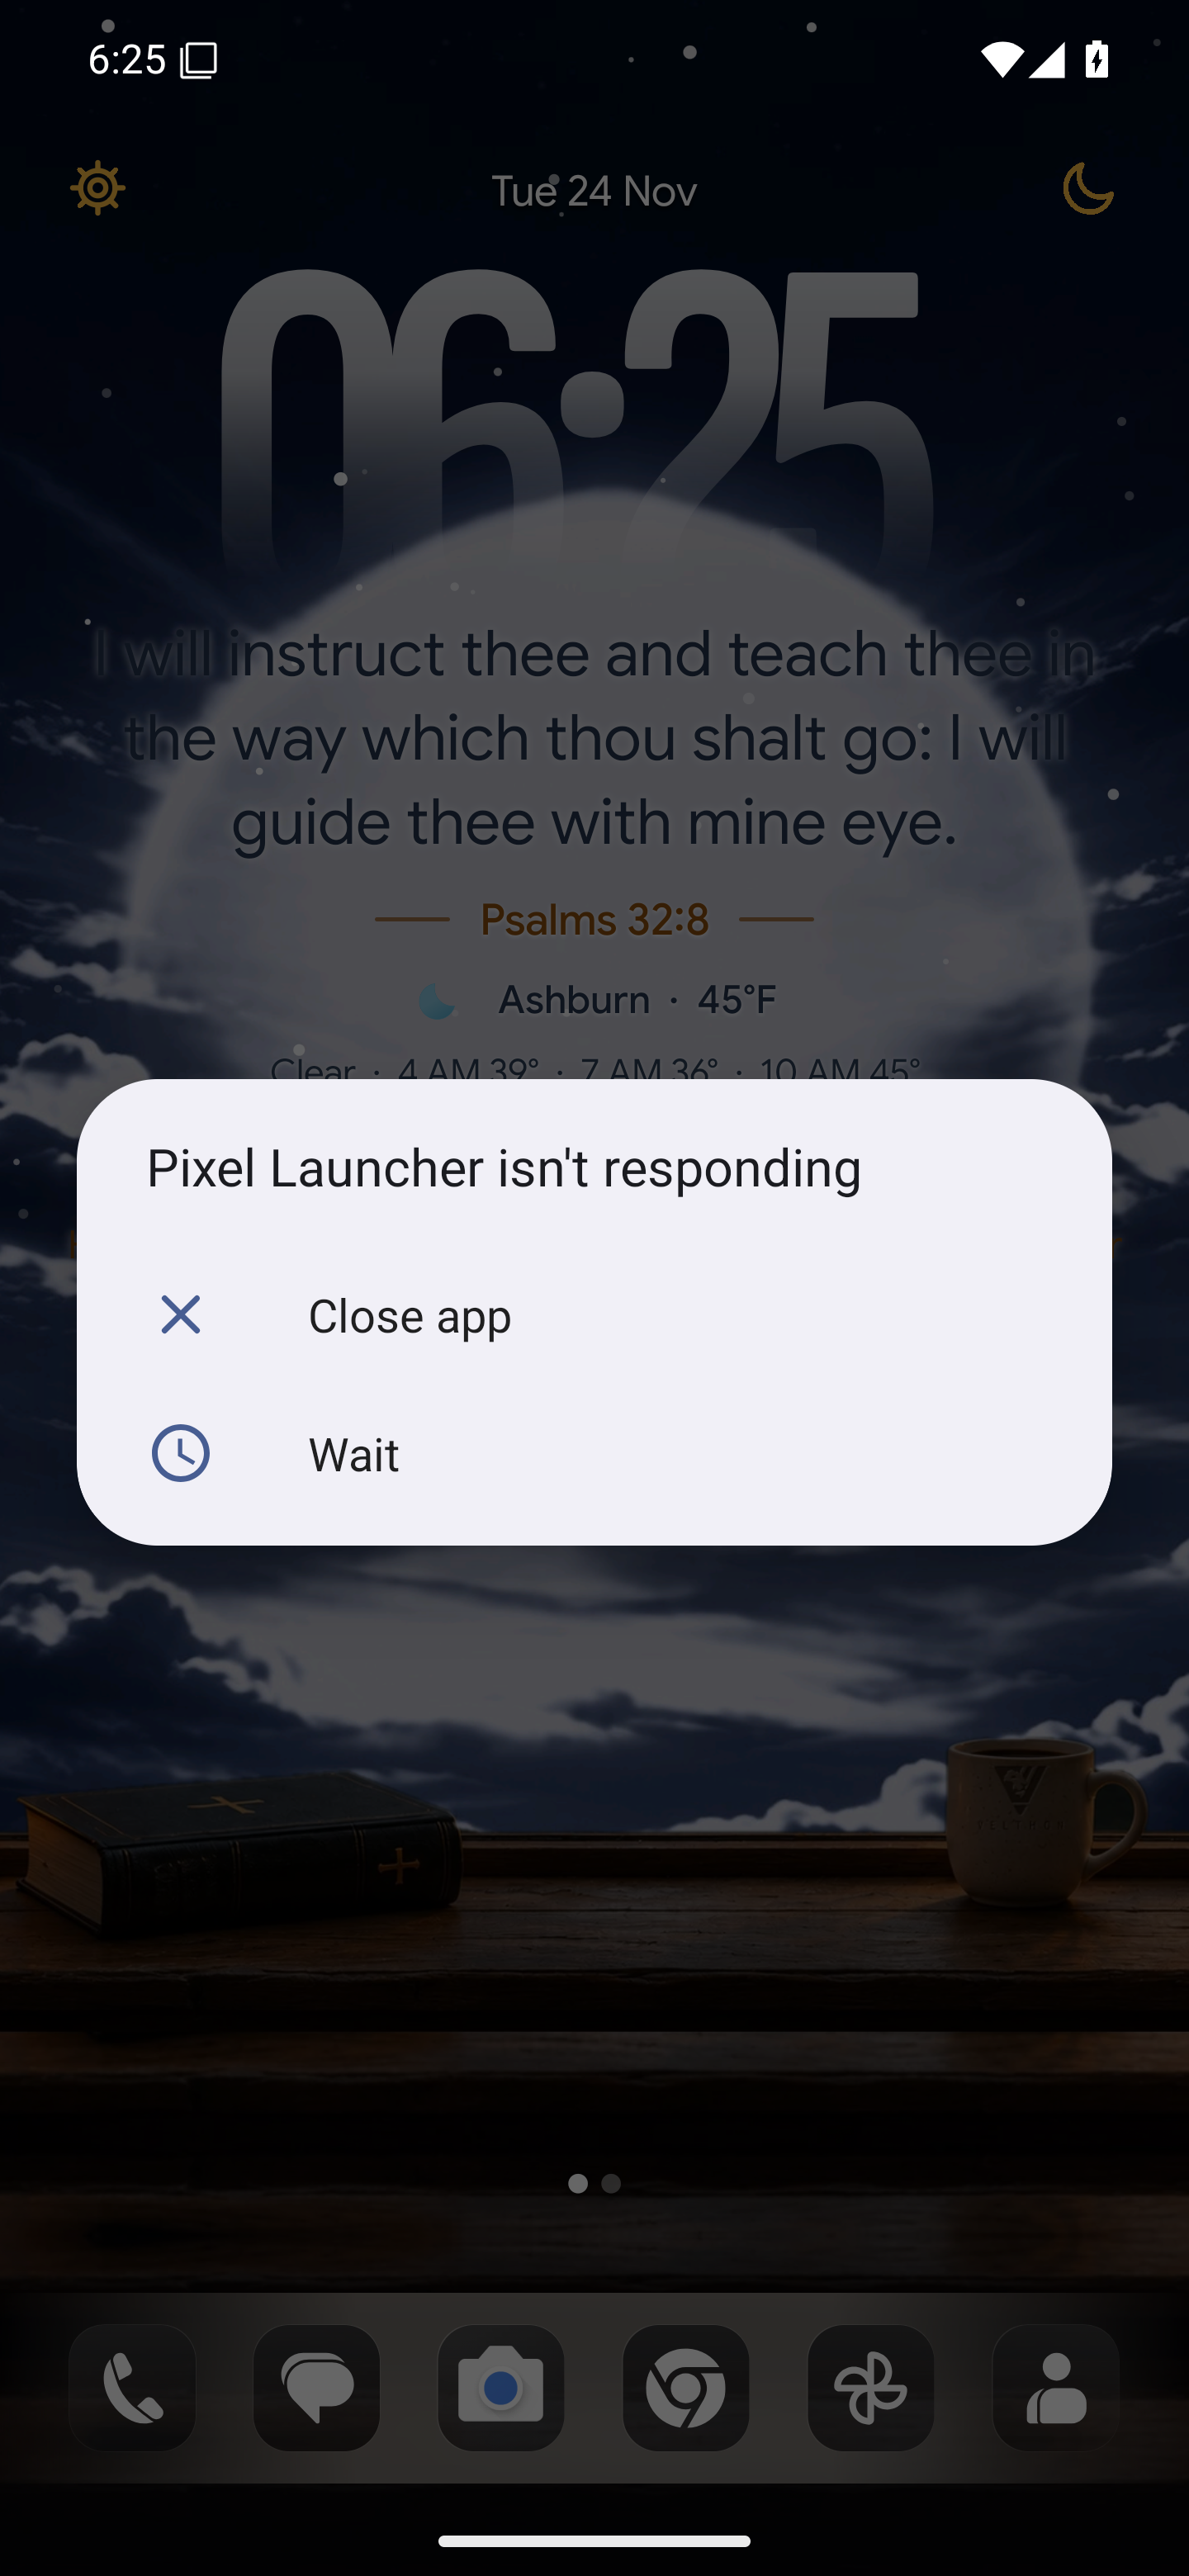 6:25
Tue 24 Nov
06:25
I will instruct thee and teach thee in
the way which thou shalt go: I will
guide thee with mine eye.
Psalms 32:8
Ashburn · 45°F
Clear · 4 AM 39° · 7 AM 36° · 10 AM 45°
Pixel Launcher isn't responding
Close app
Wait